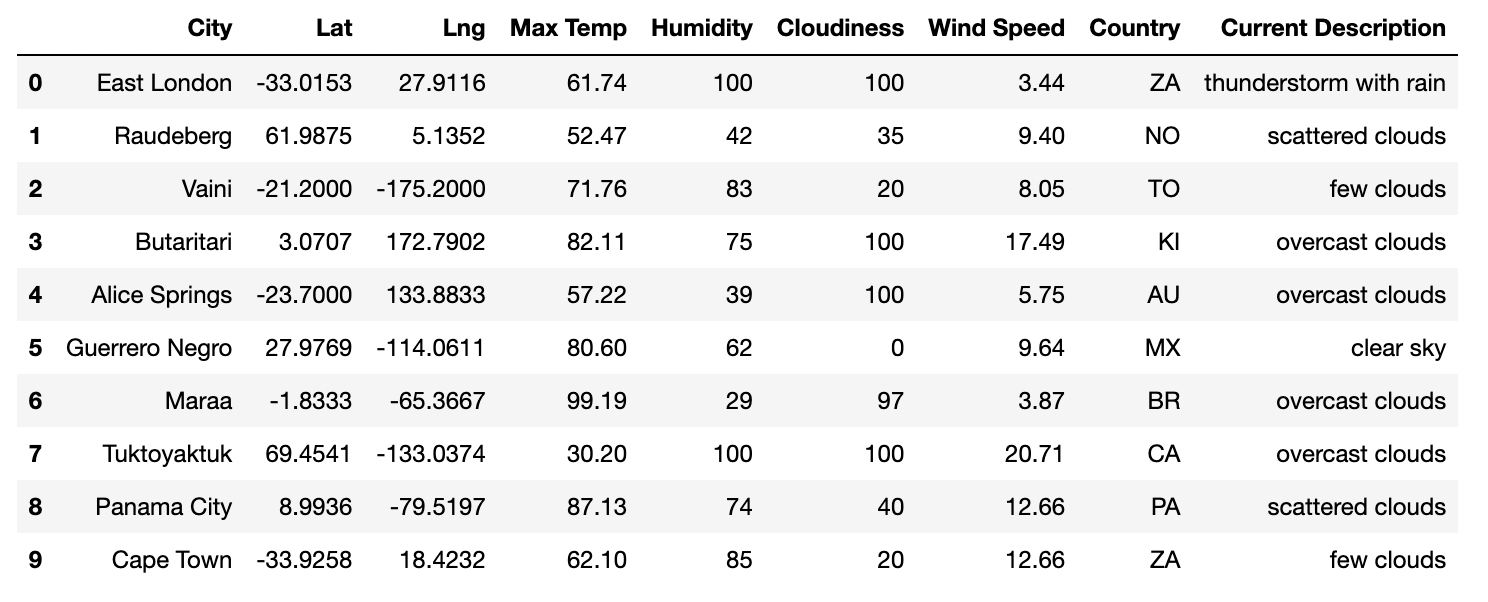 City Lat Lng Max Temp Humidity Cloudiness Wind Speed Country Current Description
0 East London -33.0153 27.9116 61.74 100 100 3.44 ZA thunderstorm with rain
1 Raudeberg 61.9875 5.1352 52.47 42 35 9.40 NO scattered clouds
2 Vaini -21.2000 -175.2000 71.76 83 20 8.05 TO few clouds
3 Butaritari 3.0707 172.7902 82.11 75 100 17.49 KI overcast clouds
4 Alice Springs -23.7000 133.8833 57.22 39 100 5.75 AU overcast clouds
5 Guerrero Negro 27.9769 -114.0611 80.60 62 0 9.64 MX clear sky
6 Maraa -1.8333 -65.3667 99.19 29 97 3.87 BR overcast clouds
7 Tuktoyaktuk 69.4541 -133.0374 30.20 100 100 20.71 CA overcast clouds
8 Panama City 8.9936 -79.5197 87.13 74 40 12.66 PA scattered clouds
9 Cape Town -33.9258 18.4232 62.10 85 20 12.66 ZA few clouds